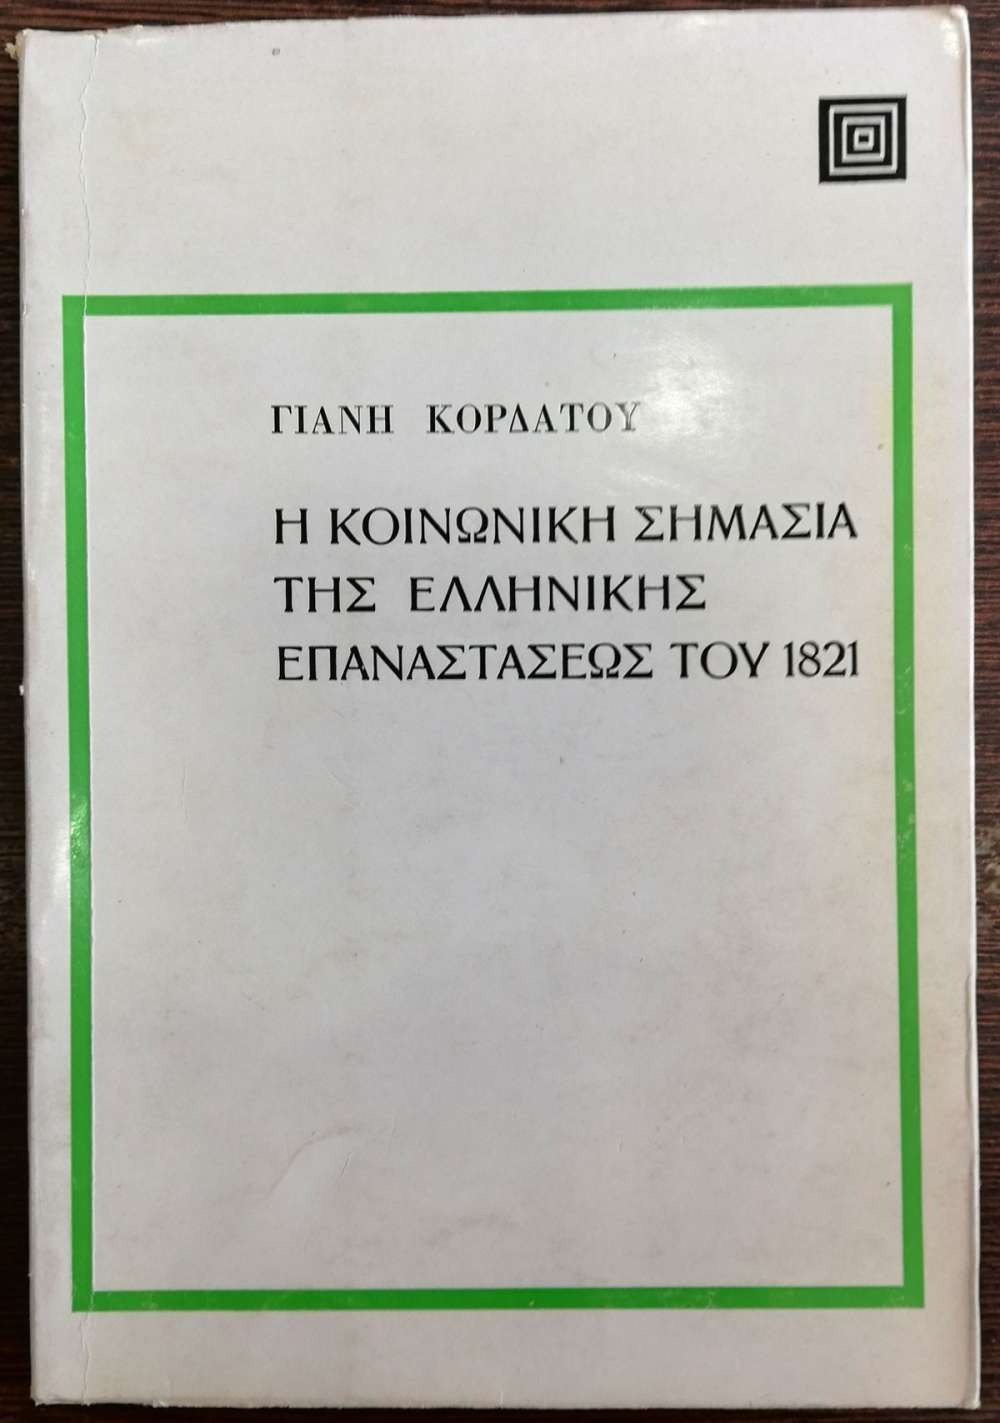 ΓΙΑΝΗ ΚΟΡΔΑΤΟΥ
Η ΚΟΙΝΩΝΙΚΗ ΣΗΜΑΣΙΑ
ΤΗΣ ΕΛΛΗΝΙΚΗΣ
ΕΠΑΝΑΣΤΑΣΕΩΣ ΤΟΥ 1821